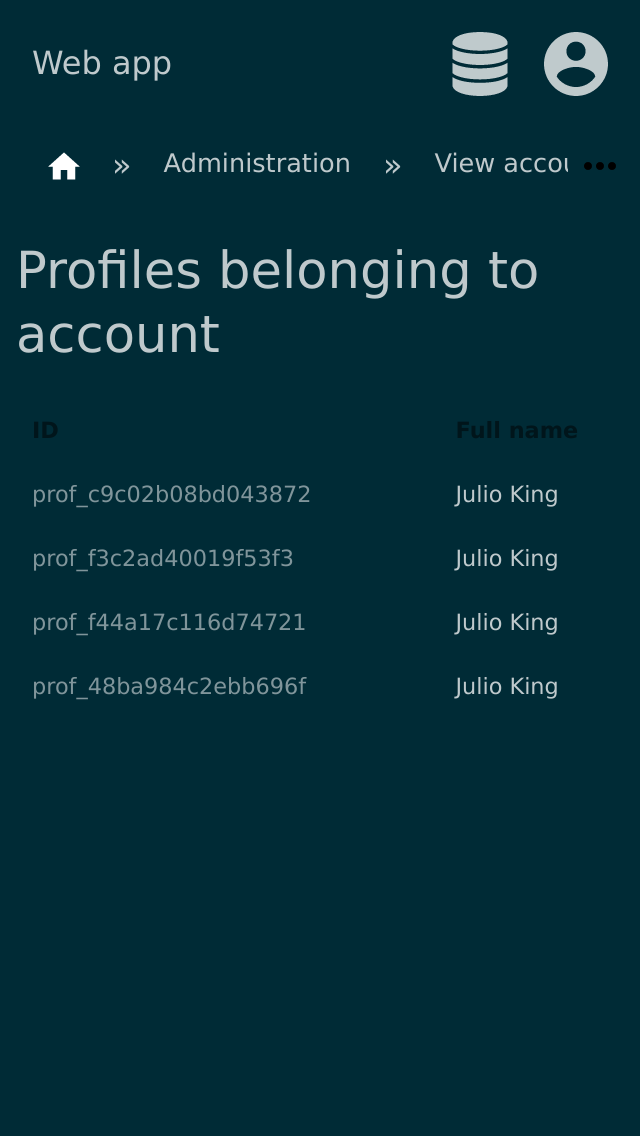 Web app
» Administration » View accou
Profiles belonging to
account
ID Full name
prof_c9c02b08bd043872 Julio King
prof_f3c2ad40019f53f3 Julio King
prof_f44a17c116d74721 Julio King
prof_48ba984c2ebb696f Julio King